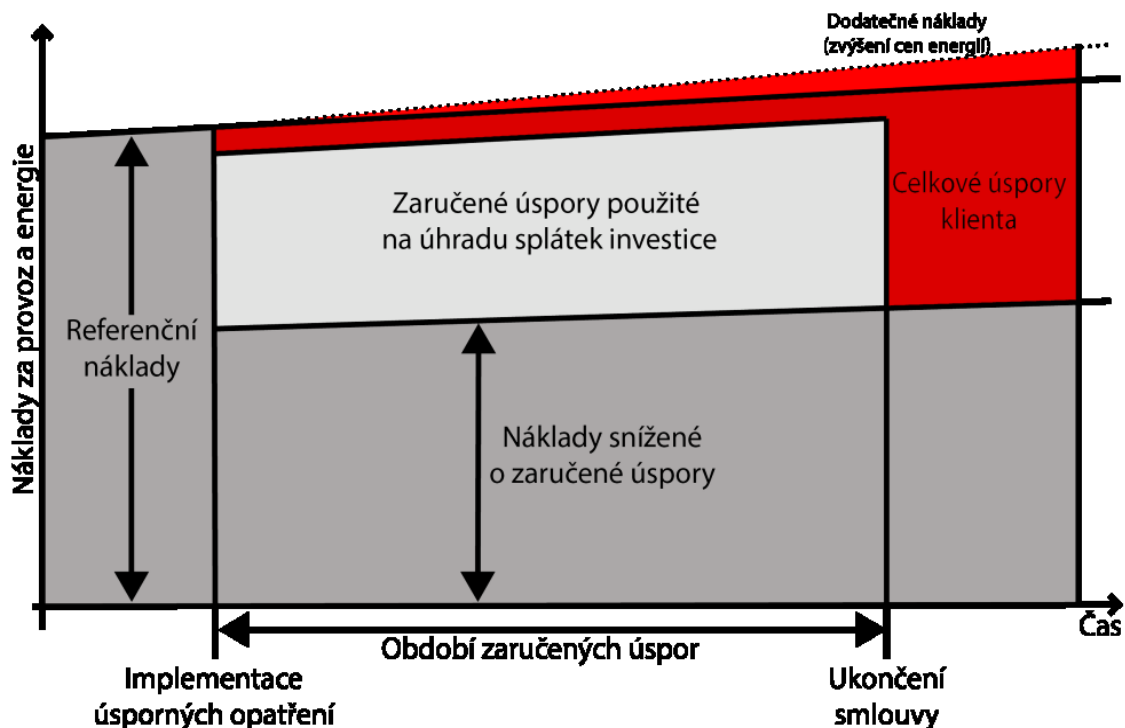 Dodatečné náklady
(zvýšení cen energií)
Náklady za provoz a energie
Zaručené úspory použité
na úhradu splátek investice
Celkové úspory
klienta
Referenční
náklady
Náklady snížené
o zaručené úspory
Čas
Období zaručených úspor
Implementace
úsporných opatření
Ukončení
smlouvy